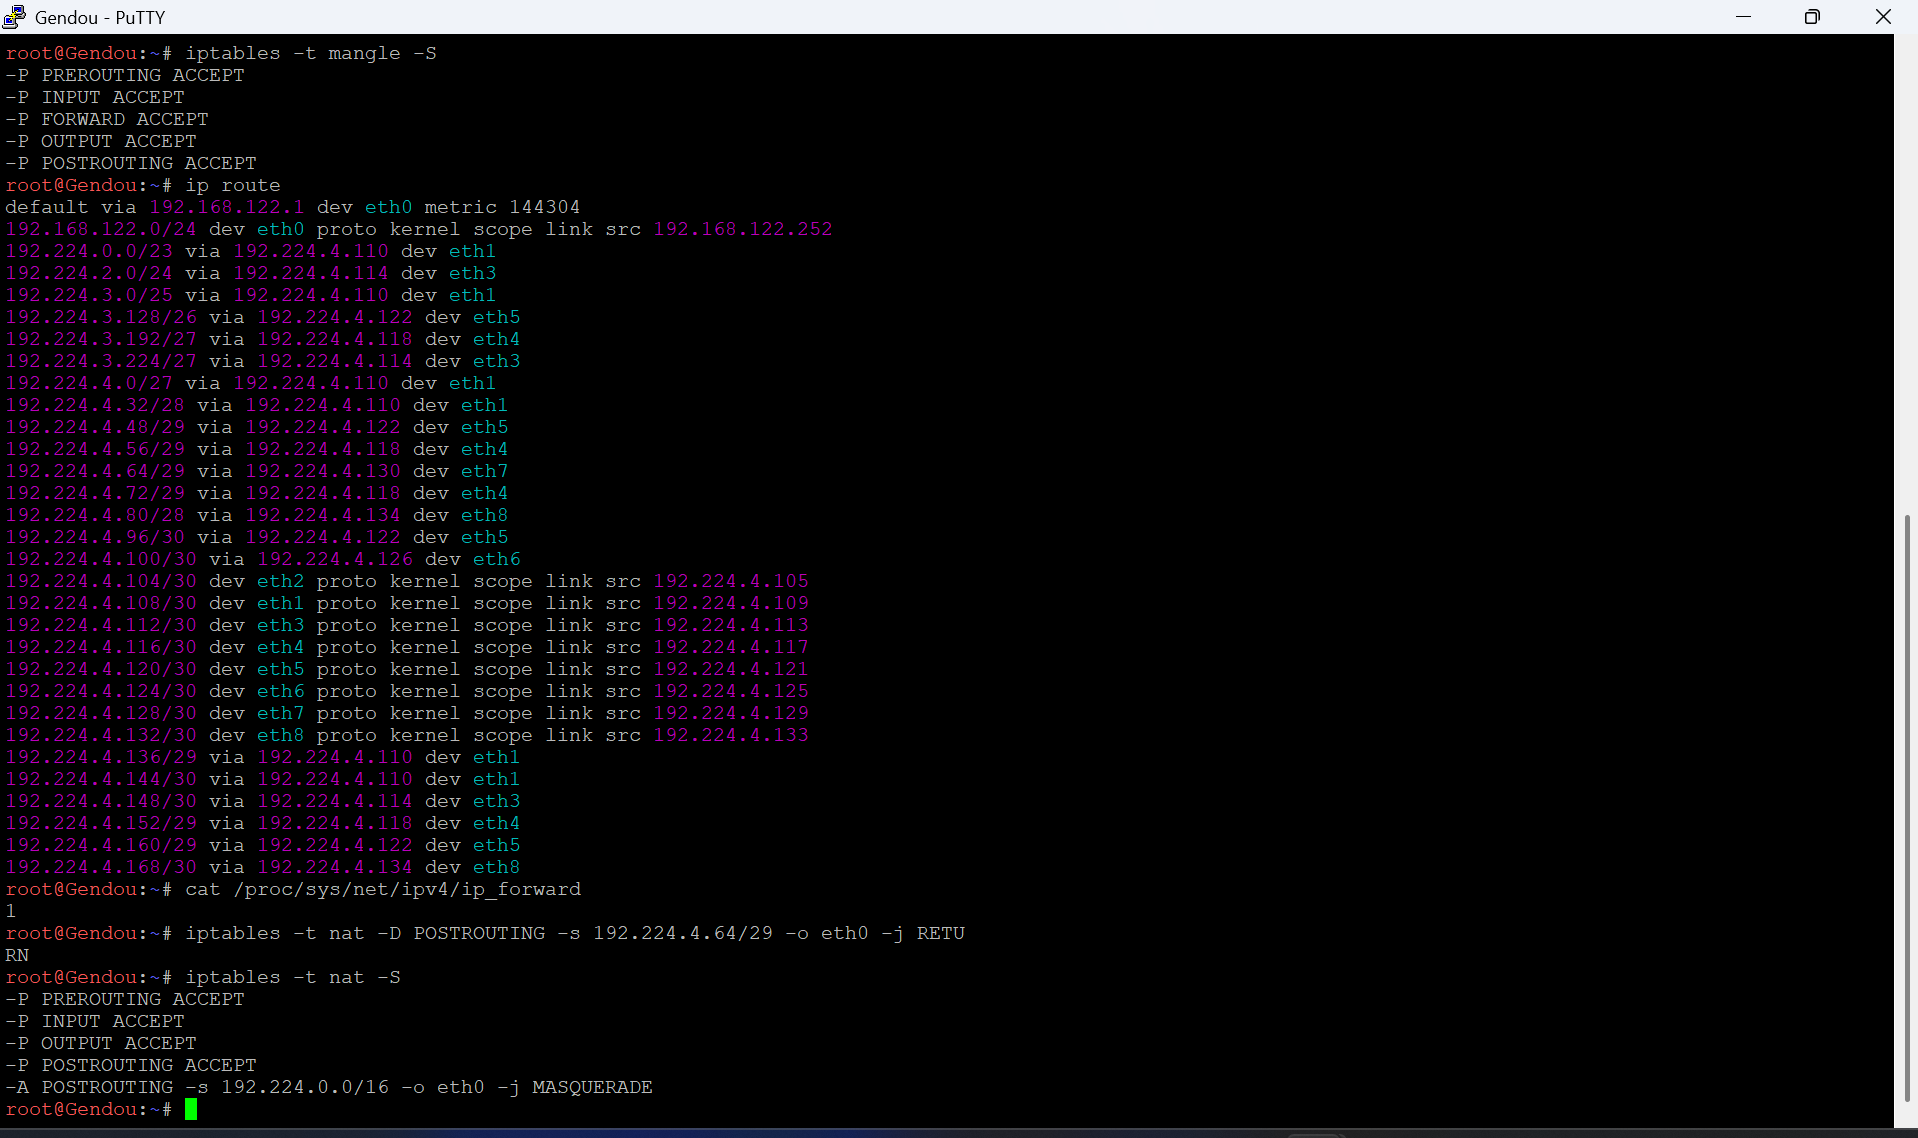 Gendou - PuTTY
root@Gendou:~# iptables -t mangle -S
-P PREROUTING ACCEPT
-P INPUT ACCEPT
-P FORWARD ACCEPT
-P OUTPUT ACCEPT
-P POSTROUTING ACCEPT
root@Gendou:~# ip route
default via 192.168.122.1 dev eth0 metric 144304
192.168.122.0/24 dev eth0 proto kernel scope link src 192.168.122.252
192.224.0.0/23 via 192.224.4.110 dev eth1
192.224.2.0/24 via 192.224.4.114 dev eth3
192.224.3.0/25 via 192.224.4.110 dev eth1
192.224.3.128/26 via 192.224.4.122 dev eth5
192.224.3.192/27 via 192.224.4.118 dev eth4
192.224.3.224/27 via 192.224.4.114 dev eth3
192.224.4.0/27 via 192.224.4.110 dev eth1
192.224.4.32/28 via 192.224.4.110 dev eth1
192.224.4.48/29 via 192.224.4.122 dev eth5
192.224.4.56/29 via 192.224.4.118 dev eth4
192.224.4.64/29 via 192.224.4.130 dev eth7
192.224.4.72/29 via 192.224.4.118 dev eth4
192.224.4.80/28 via 192.224.4.134 dev eth8
192.224.4.96/30 via 192.224.4.122 dev eth5
192.224.4.100/30 via 192.224.4.126 dev eth6
192.224.4.104/30 dev eth2 proto kernel scope link src 192.224.4.105
192.224.4.108/30 dev eth1 proto kernel scope link src 192.224.4.109
192.224.4.112/30 dev eth3 proto kernel scope link src 192.224.4.113
192.224.4.116/30 dev eth4 proto kernel scope link src 192.224.4.117
192.224.4.120/30 dev eth5 proto kernel scope link src 192.224.4.121
192.224.4.124/30 dev eth6 proto kernel scope link src 192.224.4.125
192.224.4.128/30 dev eth7 proto kernel scope link src 192.224.4.129
192.224.4.132/30 dev eth8 proto kernel scope link src 192.224.4.133
192.224.4.136/29 via 192.224.4.110 dev eth1
192.224.4.144/30 via 192.224.4.110 dev eth1
192.224.4.148/30 via 192.224.4.114 dev eth3
192.224.4.152/29 via 192.224.4.118 dev eth4
192.224.4.160/29 via 192.224.4.122 dev eth5
192.224.4.168/30 via 192.224.4.134 dev eth8
root@Gendou:~# cat /proc/sys/net/ipv4/ip_forward
1
root@Gendou:~# iptables -t nat -D POSTROUTING -s 192.224.4.64/29 -o eth0 -j RETU
RN
root@Gendou:~# iptables -t nat -S
-P PREROUTING ACCEPT
-P INPUT ACCEPT
-P OUTPUT ACCEPT
-P POSTROUTING ACCEPT
-A POSTROUTING -s 192.224.0.0/16 -o eth0 -j MASQUERADE
root@Gendou:~#